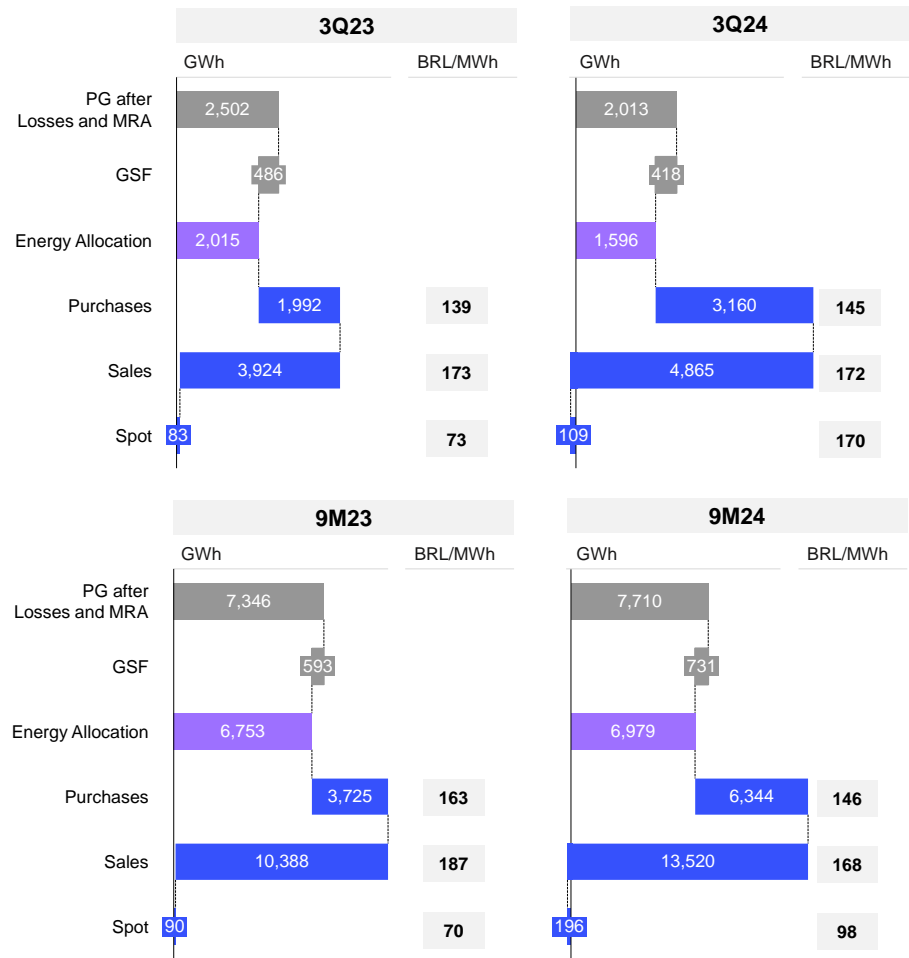 3Q23
3Q24
GWh
BRL/MWh
GWh
BRL/MWh
PG after
Losses and MRA
2,502
2,013
GSF
486
418
Energy Allocation
2,015
1,596
Purchases
1,992
139
3,160
145
Sales
3,924
173
4,865
172
Spot
83
73
109
170
9M23
9M24
GWh
BRL/MWh
GWh
BRL/MWh
PG after
Losses and MRA
7,346
7,710
GSF
593
731
Energy Allocation
6,753
6,979
Purchases
3,725
163
6,344
146
Sales
10,388
187
13,520
168
Spot
90
70
196
98